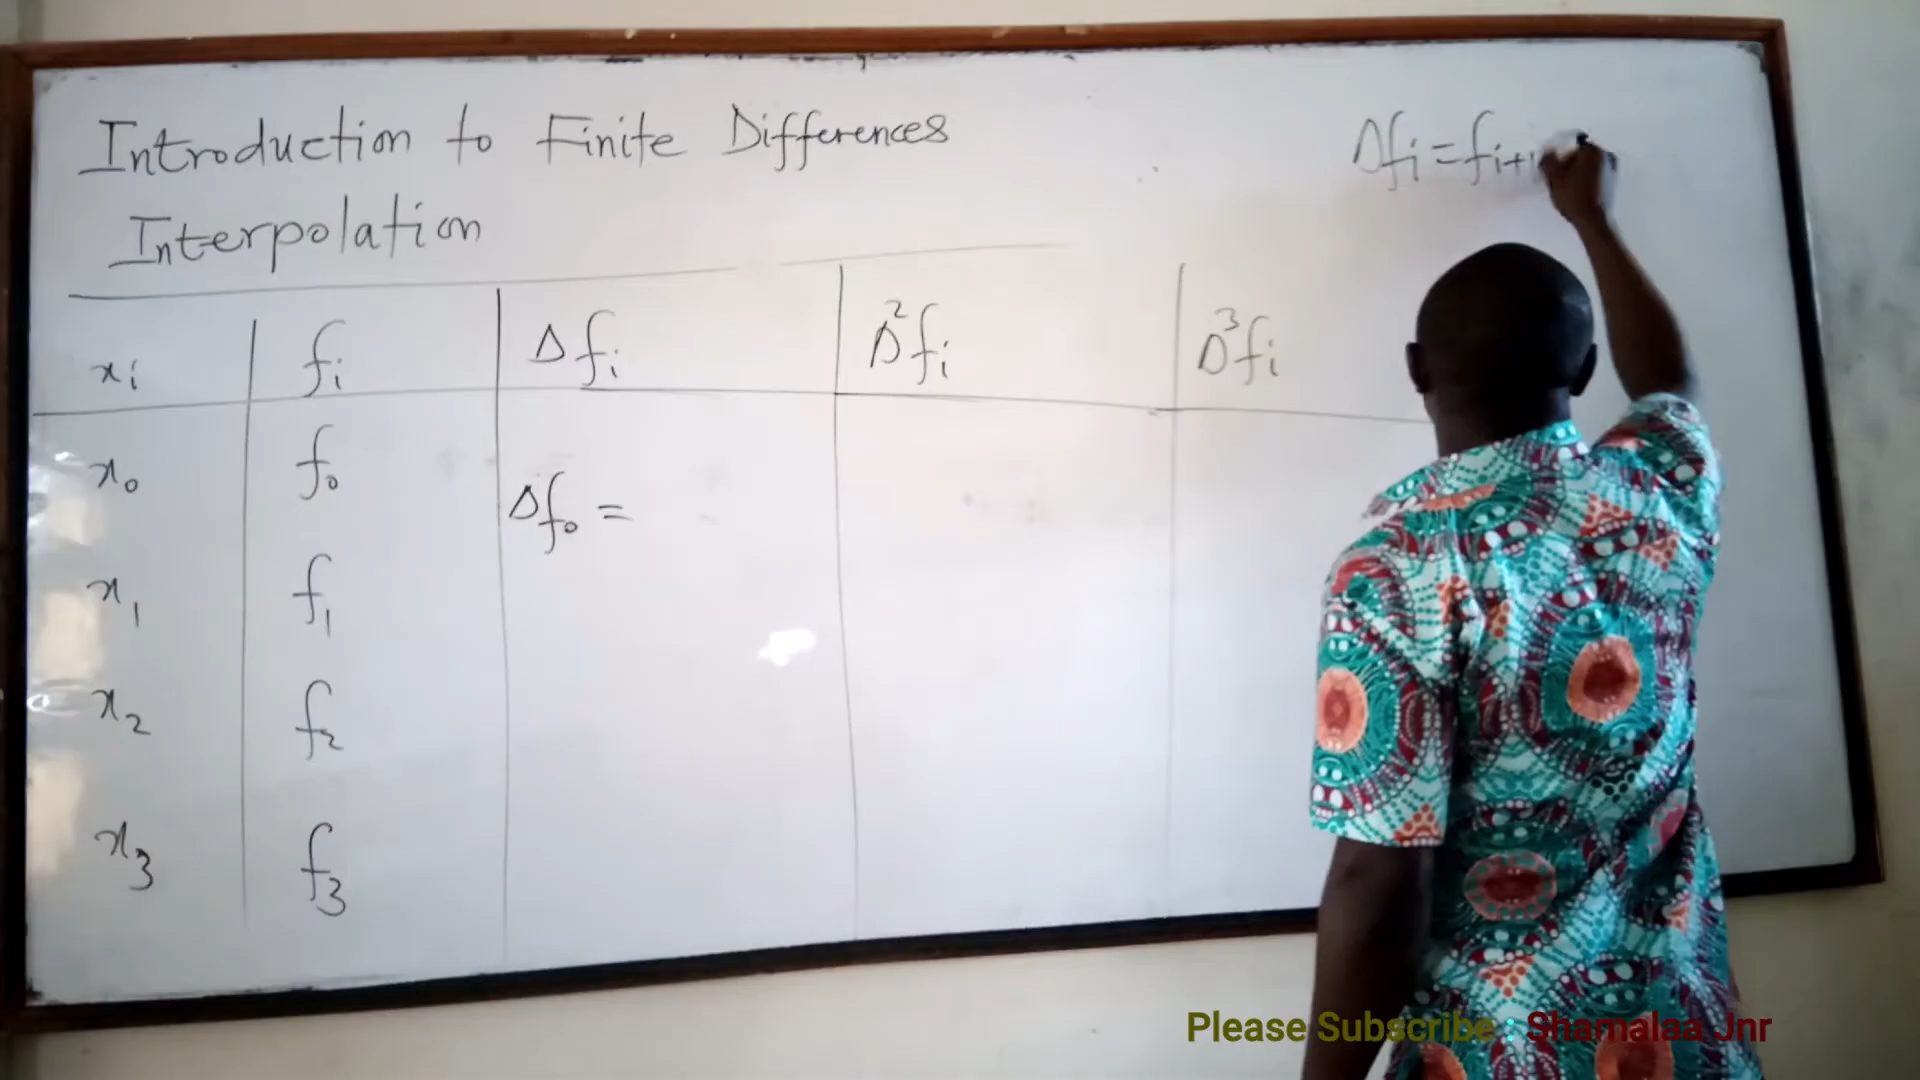 Introduction to Finite Differences
Δfi = fi+1
Interpolation
xi fi Δfi Δ²fi Δ³fi
x0 f0
Δf0 =
x1 f1
x2 f2
x3 f3
Please Subscribe : Shamalaa Jnr